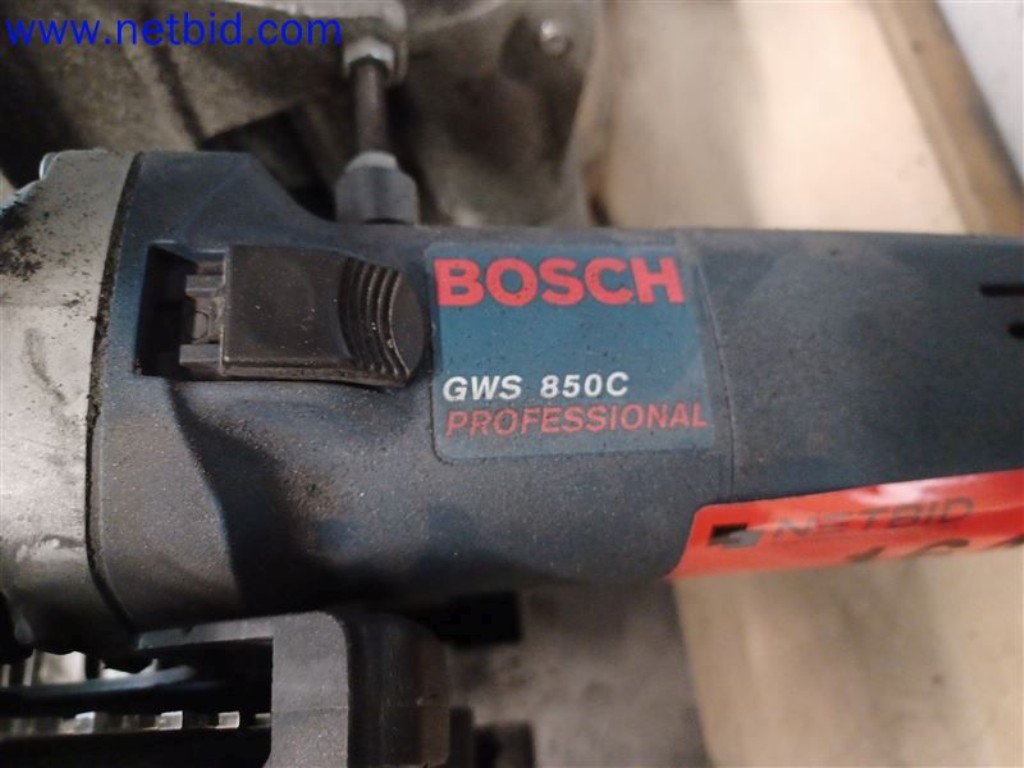 www.netbid.com
BOSCH
GWS 850C
PROFESSIONAL
NETBID